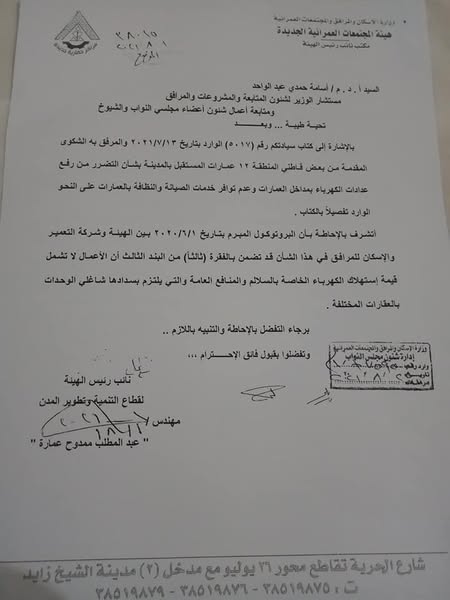 وزارة الاسكان والمرافق والمجتمعات العمرانية
هيئة المجتمعات العمرانية الجديدة
مكتب نائب رئيس الهيئة
٣٨٠١٥
٢٠٢١/٨/١
السيد أ . د . م / أسامة حمدي عبد الواحد
مستشار الوزير لشئون المتابعة والمشروعات والمرافق
ومتابعة أعمال شئون أعضاء مجلسي النواب والشيوخ
تحية طيبة ... وبعـــد
بالإشارة إلى كتاب سيادتكم رقم (٥٠١٧) الوارد بتاريخ ٢٠٢١/٧/١٣ والمرفق به الشكوى
المقدمة من بعض قاطني المنطقة ١٢ عمارات المستقبل بالمدينة بشأن التضرر من رفع
عدادات الكهرباء بمداخل العمارات وعدم توافر خدمات الصيانة والنظافة بالعمارات على النحو
الوارد تفصيلاً بالكتاب .
أتشرف بالإحاطة بأن البروتوكول المبرم بتاريخ ٢٠٢٠/٦/١ بين الهيئة وشركة التعمير
والإسكان للمرافق في هذا الشأن قد تضمن بالفقرة (ثالثاً) من البند الثالث أن الأعمال لا تشمل
قيمة إستهلاك الكهرباء الخاصة بالسلالم والمنافع العامة والتي يلتزم بسدادها شاغلي الوحدات
بالعقارات المختلفة .
برجاء التفضل بالإحاطة والتنبيه باللازم ..
وتفضلوا بقبول فائق الإحـترام ,,,
وزارة الإسكان والمرافق والمجتمعات العمرانية
إدارة شئون مجلس النواب
وارد رقم
تاريخ
مرفقات
نائب رئيس الهيئة
لقطاع التنمية وتطوير المدن
مهندس /
" عبد المطلب ممدوح عمارة "
شارع الحرية تقاطع محور ٢٦ يوليو مع مدخل (٢) مدينة الشيخ زايد
ت : ٣٨٥١٩٨٧٥ - ٣٨٥١٩٨٧٦ - ٣٨٥١٩٨٧٩